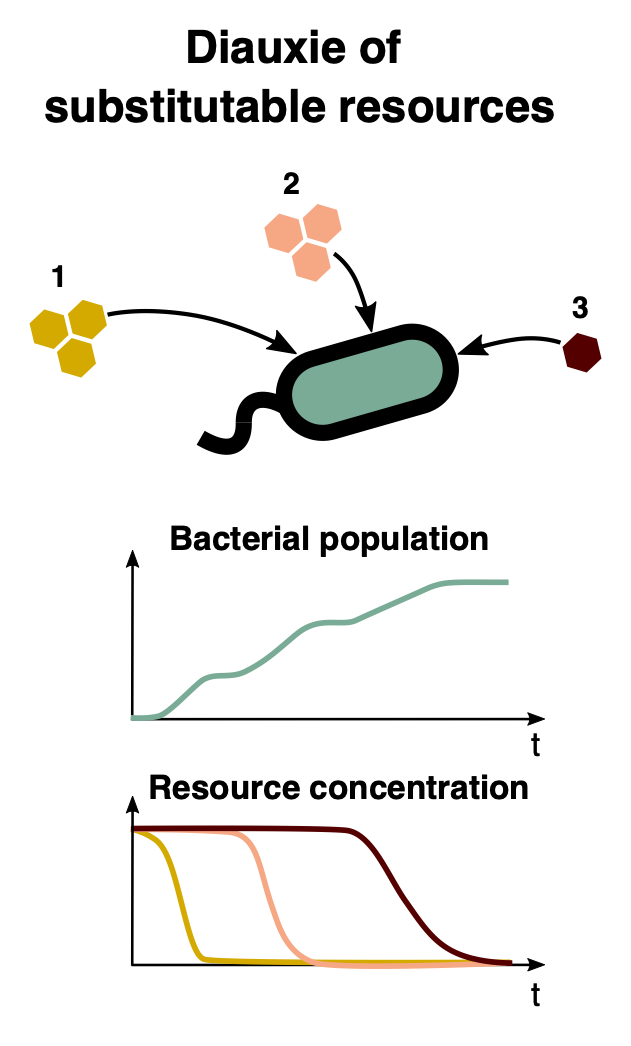 Diauxie of
substitutable resources
2
1
3
Bacterial population
t
Resource concentration
t